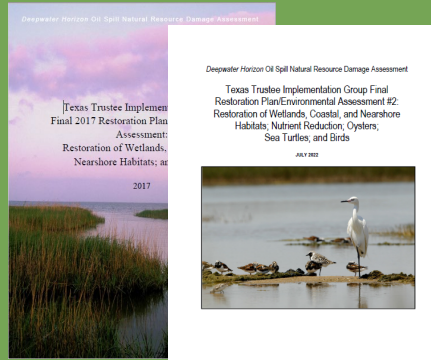 Deepwater Horizon Oil Spill Natural Resource Damage Assessment
Texas Trustee Implemen
Final 2017 Restoration Plan
Assessment:
Restoration of Wetlands,
Nearshore Habitats; an
2017
Deepwater Horizon Oil Spill Natural Resource Damage Assessment
Texas Trustee Implementation Group Final
Restoration Plan/Environmental Assessment #2:
Restoration of Wetlands, Coastal, and Nearshore
Habitats; Nutrient Reduction; Oysters;
Sea Turtles; and Birds
JULY 2022